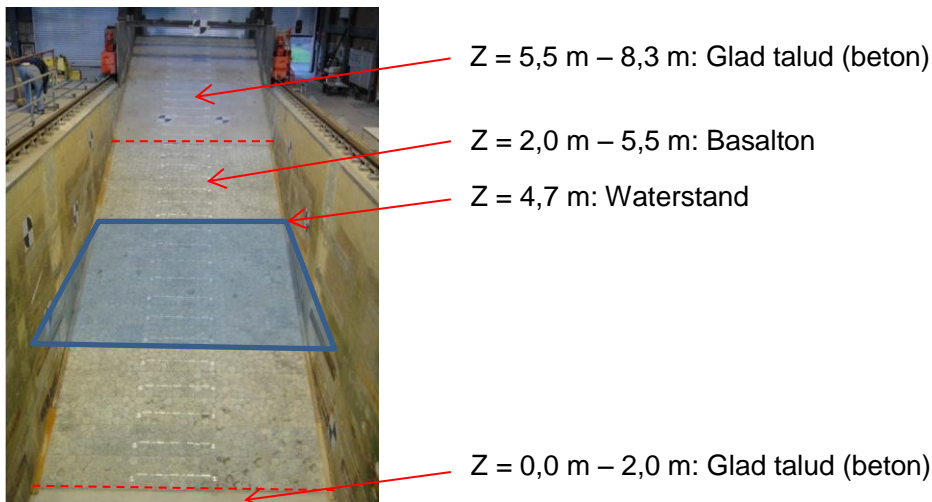 Z = 5,5 m – 8,3 m: Glad talud (beton)
Z = 2,0 m – 5,5 m: Basalton
Z = 4,7 m: Waterstand
Z = 0,0 m – 2,0 m: Glad talud (beton)